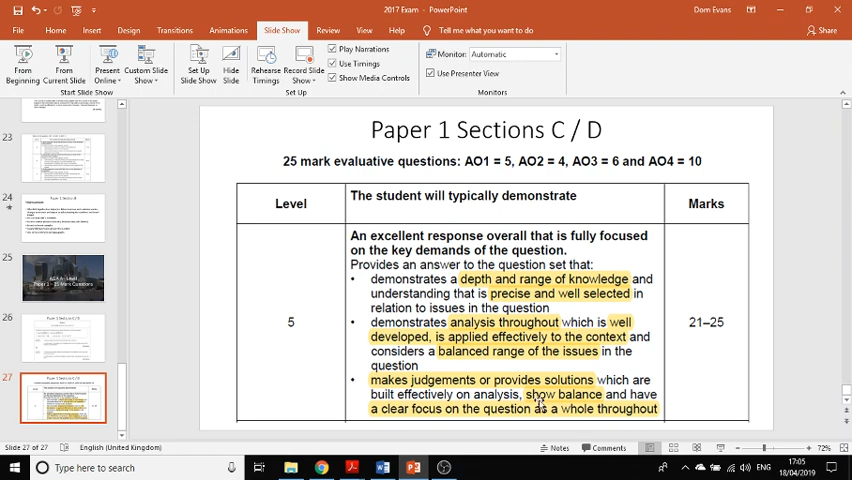 2017 Exam - PowerPoint
Dom Evans
File Home Insert Design Transitions Animations Slide Show Review View Help Tell me what you want to do Share
From Beginning
From Current Slide
Present Online
Custom Slide Show
Set Up Slide Show
Hide Slide
Rehearse Timings
Record Slide Show
Play Narrations
Use Timings
Show Media Controls
Monitor: Automatic
Use Presenter View
Start Slide Show
Set Up
Monitors
23
24
25
26
27
Paper 1 Sections C / D
25 mark evaluative questions: AO1 = 5, AO2 = 4, AO3 = 6 and AO4 = 10
Level
The student will typically demonstrate
Marks
5
An excellent response overall that is fully focused
on the key demands of the question.
Provides an answer to the question set that:
• demonstrates a depth and range of knowledge and
understanding that is precise and well selected in
relation to issues in the question
• demonstrates analysis throughout which is well
developed, is applied effectively to the context and
considers a balanced range of the issues in the
question
• makes judgements or provides solutions which are
built effectively on analysis, show balance and have
a clear focus on the question as a whole throughout
21–25
Slide 27 of 27
English (United Kingdom)
Notes
Comments
72%
Type here to search
ENG
17:05
18/04/2019